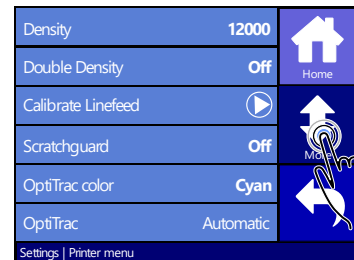 Density 12000
Double Density Off
Calibrate Linefeed
Scratchguard Off
OptiTrac color Cyan
OptiTrac Automatic
Settings | Printer menu
Home
More